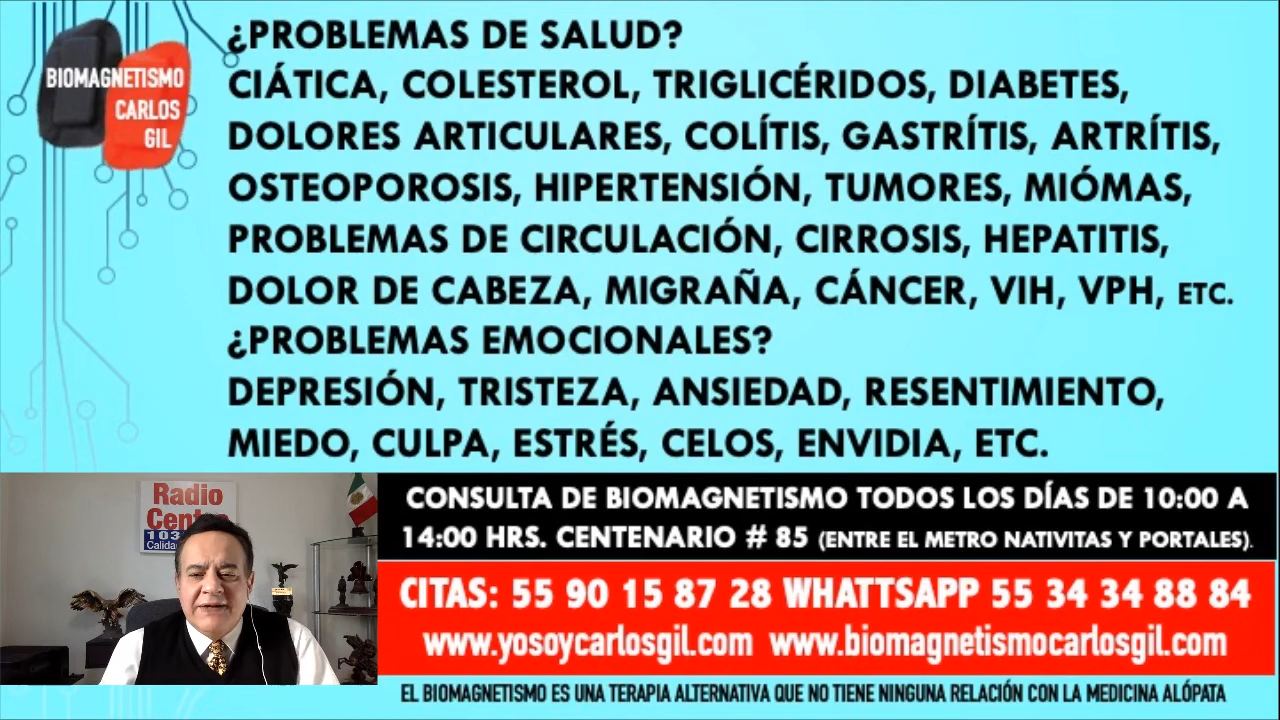 BIOMAGNETISMO
CARLOS
GIL
¿PROBLEMAS DE SALUD?
CIÁTICA, COLESTEROL, TRIGLICÉRIDOS, DIABETES,
DOLORES ARTICULARES, COLÍTIS, GASTRÍTIS, ARTRÍTIS,
OSTEOPOROSIS, HIPERTENSIÓN, TUMORES, MIÓMAS,
PROBLEMAS DE CIRCULACIÓN, CIRROSIS, HEPATITIS,
DOLOR DE CABEZA, MIGRAÑA, CÁNCER, VIH, VPH, ETC.
¿PROBLEMAS EMOCIONALES?
DEPRESIÓN, TRISTEZA, ANSIEDAD, RESENTIMIENTO,
MIEDO, CULPA, ESTRÉS, CELOS, ENVIDIA, ETC.
Radio
CONSULTA DE BIOMAGNETISMO TODOS LOS DÍAS DE 10:00 A
14:00 HRS. CENTENARIO # 85 (ENTRE EL METRO NATIVITAS Y PORTALES).
CITAS: 55 90 15 87 28 WHATTSAPP 55 34 34 88 84
www.yosoycarlosgil.com www.biomagnetismocarlosgil.com
EL BIOMAGNETISMO ES UNA TERAPIA ALTERNATIVA QUE NO TIENE NINGUNA RELACIÓN CON LA MEDICINA ALÓPATA